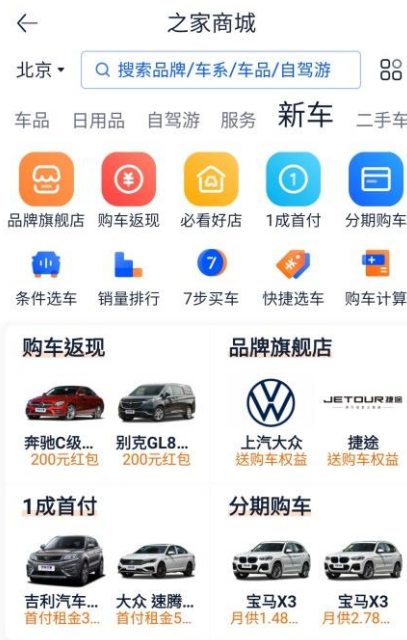 之家商城
北京
搜索品牌/车系/车品/自驾游
车品 日用品 自驾游 服务 新车 二手车
品牌旗舰店 购车返现 必看好店 1成首付 分期购车
条件选车 销量排行 7步买车 快捷选车 购车计算
购车返现 品牌旗舰店
JETOUR 捷途
奔驰C级... 别克GL8... 上汽大众 捷途
200元红包 200元红包 送购车权益 送购车权益
1成首付 分期购车
吉利汽车... 大众 速腾... 宝马X3 宝马X3
首付租金3... 首付租金5... 月供1.48... 月供2.78...